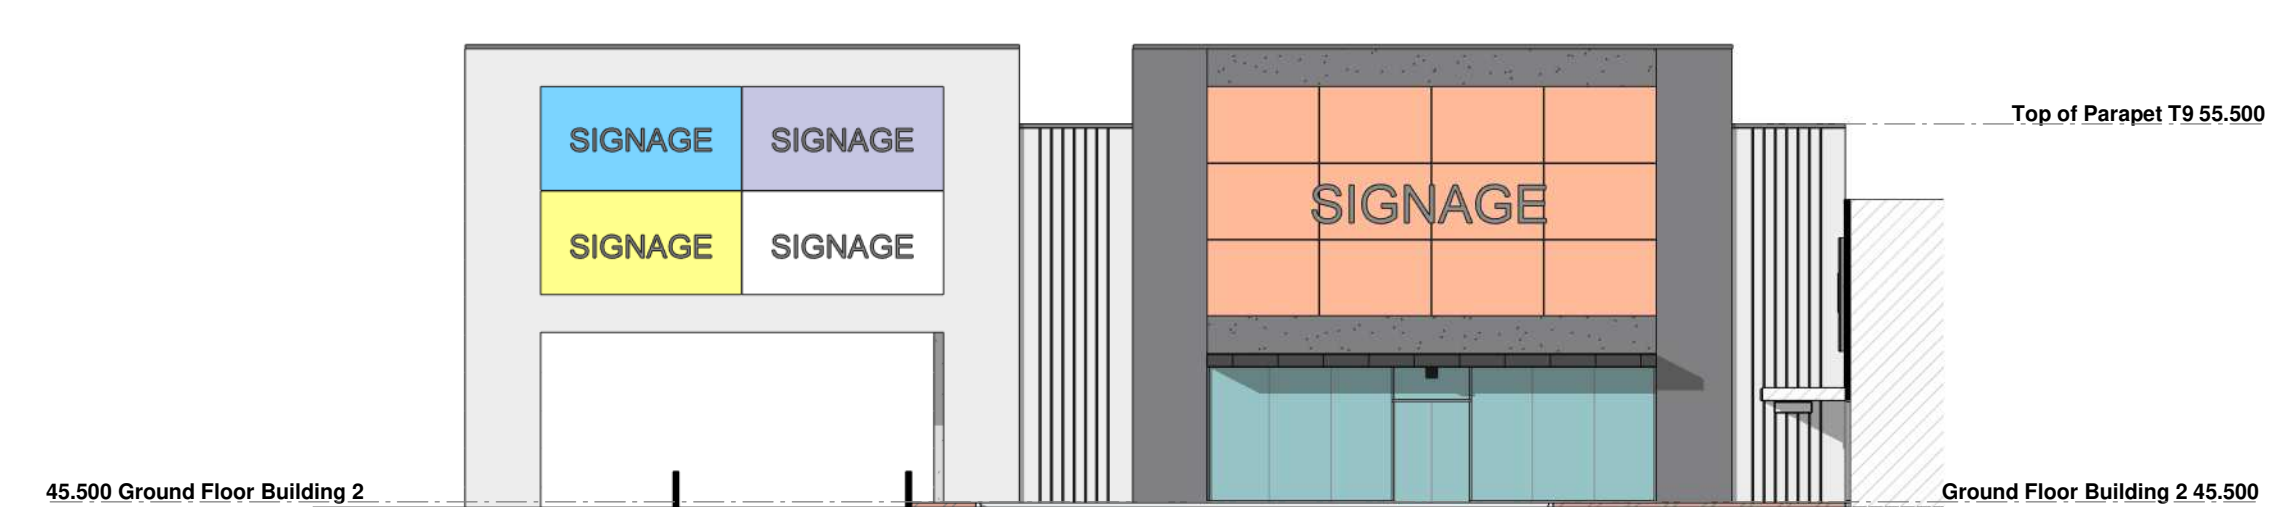 Top of Parapet T9 55.500
SIGNAGE SIGNAGE
SIGNAGE
SIGNAGE SIGNAGE
45.500 Ground Floor Building 2
Ground Floor Building 2 45.500